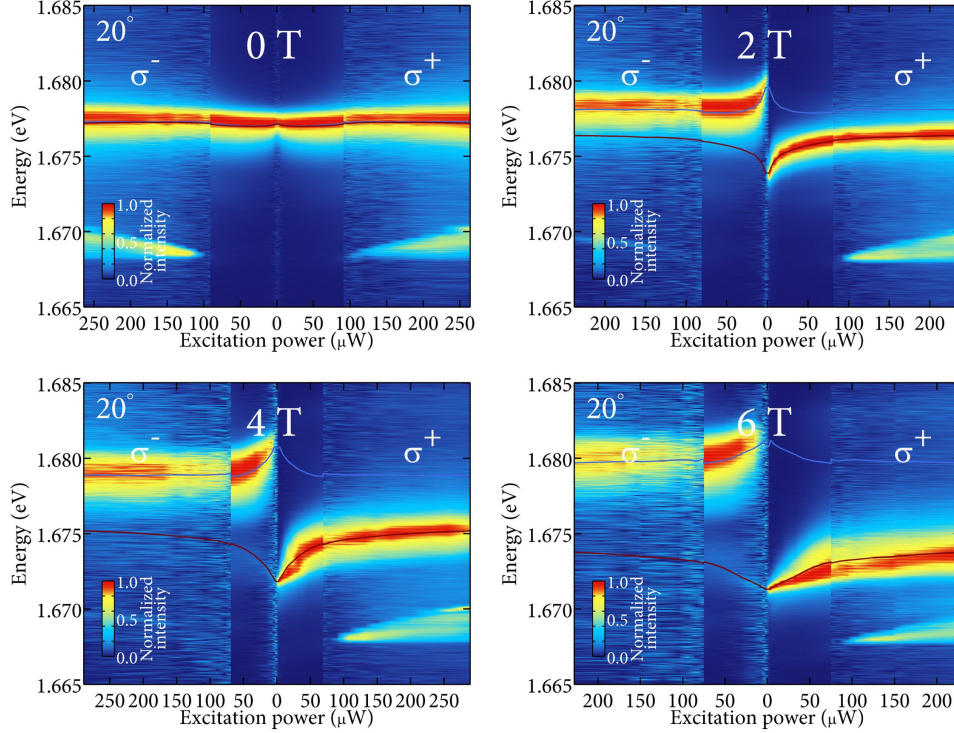 1.685
1.680
1.675
1.670
1.665
Energy (eV)
20°
0 T
σ⁻
σ⁺
1.0
0.5
0.0
Normalized
intensity
250 200 150 100 50 0 50 100 150 200 250
Excitation power (µW)
1.685
1.680
1.675
1.670
1.665
Energy (eV)
20°
2 T
σ⁻
σ⁺
1.0
0.5
0.0
Normalized
intensity
200 150 100 50 0 50 100 150 200
Excitation power (µW)
1.685
1.680
1.675
1.670
1.665
Energy (eV)
20°
4 T
σ⁻
σ⁺
1.0
0.5
0.0
Normalized
intensity
250 200 150 100 50 0 50 100 150 200 250
Excitation power (µW)
1.685
1.680
1.675
1.670
1.665
Energy (eV)
20°
6 T
σ⁻
σ⁺
1.0
0.5
0.0
Normalized
intensity
200 150 100 50 0 50 100 150 200
Excitation power (µW)